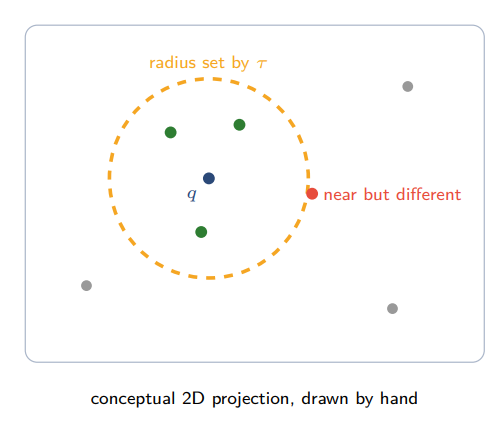 radius set by τ
q
near but different
conceptual 2D projection, drawn by hand